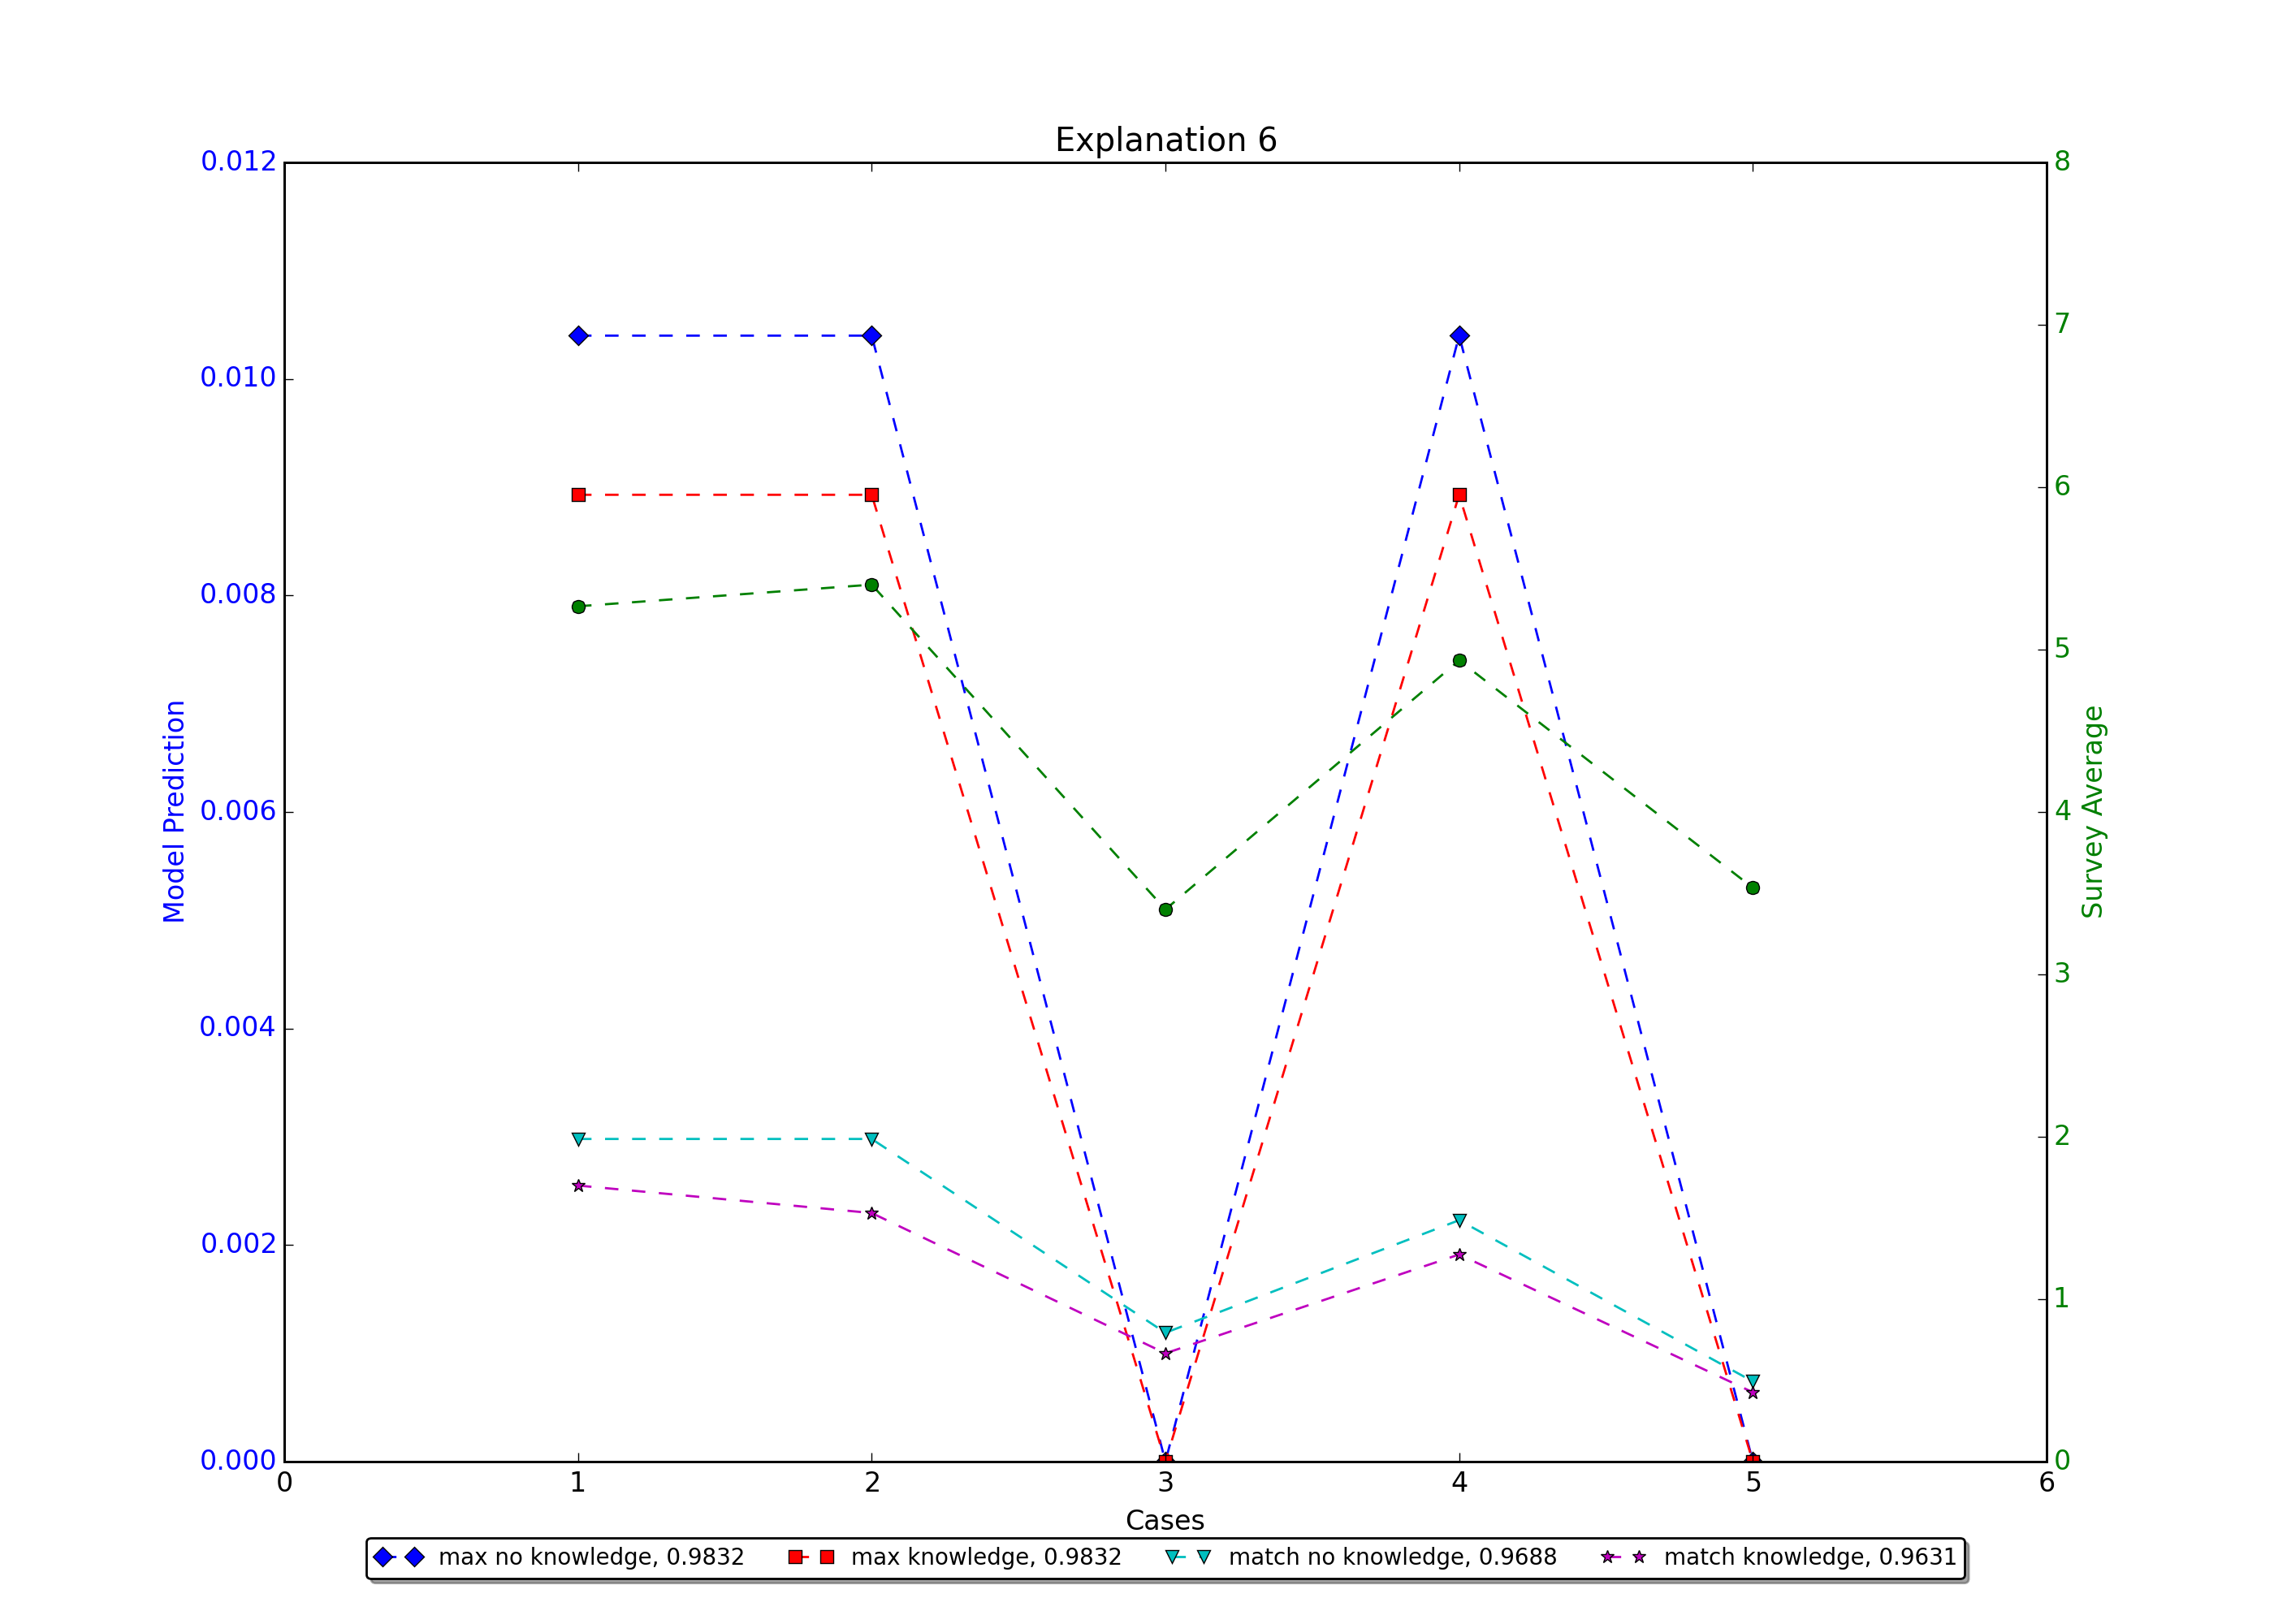 Explanation 6
0.012
0.010
0.008
0.006
0.004
0.002
0.000
Model Prediction
8
7
6
5
4
3
2
1
0
Survey Average
0 1 2 3 4 5 6
Cases
max no knowledge, 0.9832 max knowledge, 0.9832 match no knowledge, 0.9688 match knowledge, 0.9631